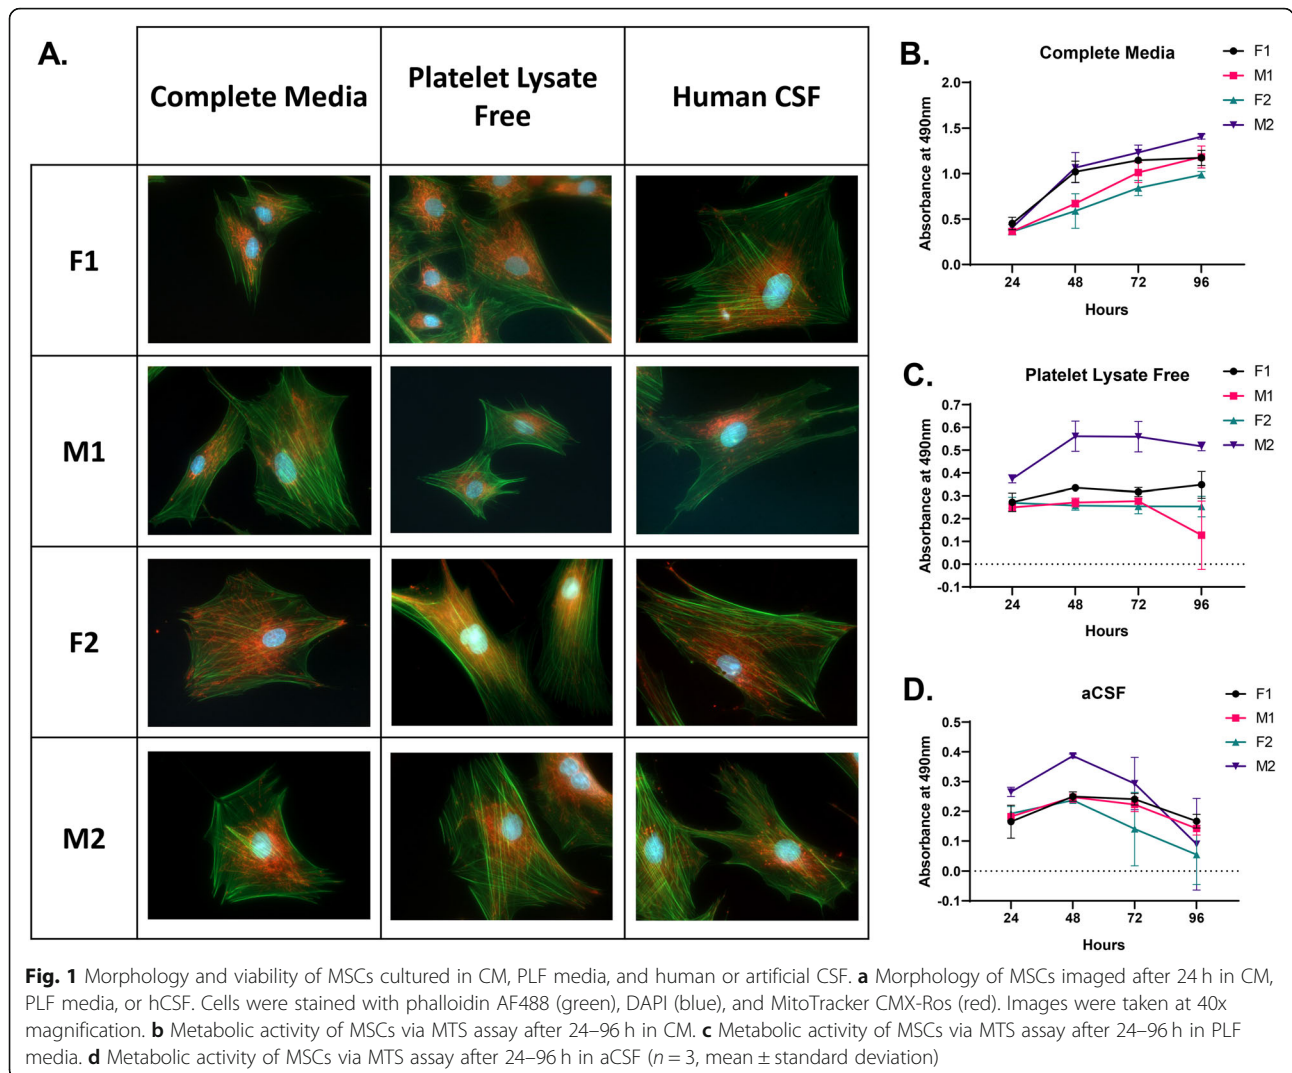 A.
Complete Media
Platelet Lysate
Free
Human CSF
F1
M1
F2
M2
B.
Complete Media
F1
M1
F2
M2
Absorbance at 490nm
2.0
1.5
1.0
0.5
0.0
24 48 72 96
Hours
C.
Platelet Lysate Free
F1
M1
F2
M2
Absorbance at 490nm
0.7
0.6
0.5
0.4
0.3
0.2
0.1
0.0
-0.1
24 48 72 96
Hours
D.
aCSF
F1
M1
F2
M2
Absorbance at 490nm
0.5
0.4
0.3
0.2
0.1
0.0
-0.1
24 48 72 96
Hours
Fig. 1 Morphology and viability of MSCs cultured in CM, PLF media, and human or artificial CSF. a Morphology of MSCs imaged after 24 h in CM,
PLF media, or hCSF. Cells were stained with phalloidin AF488 (green), DAPI (blue), and MitoTracker CMX-Ros (red). Images were taken at 40x
magnification. b Metabolic activity of MSCs via MTS assay after 24–96 h in CM. c Metabolic activity of MSCs via MTS assay after 24–96 h in PLF
media. d Metabolic activity of MSCs via MTS assay after 24–96 h in aCSF (n = 3, mean ± standard deviation)